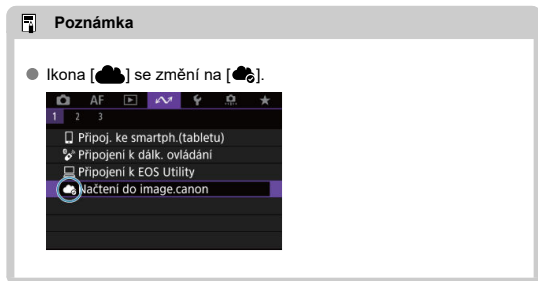 Poznámka
Ikona [ ] se změní na [ ].
AF
1 2 3
Připoj. ke smartph.(tabletu)
Připojení k dálk. ovládání
Připojení k EOS Utility
Načtení do image.canon